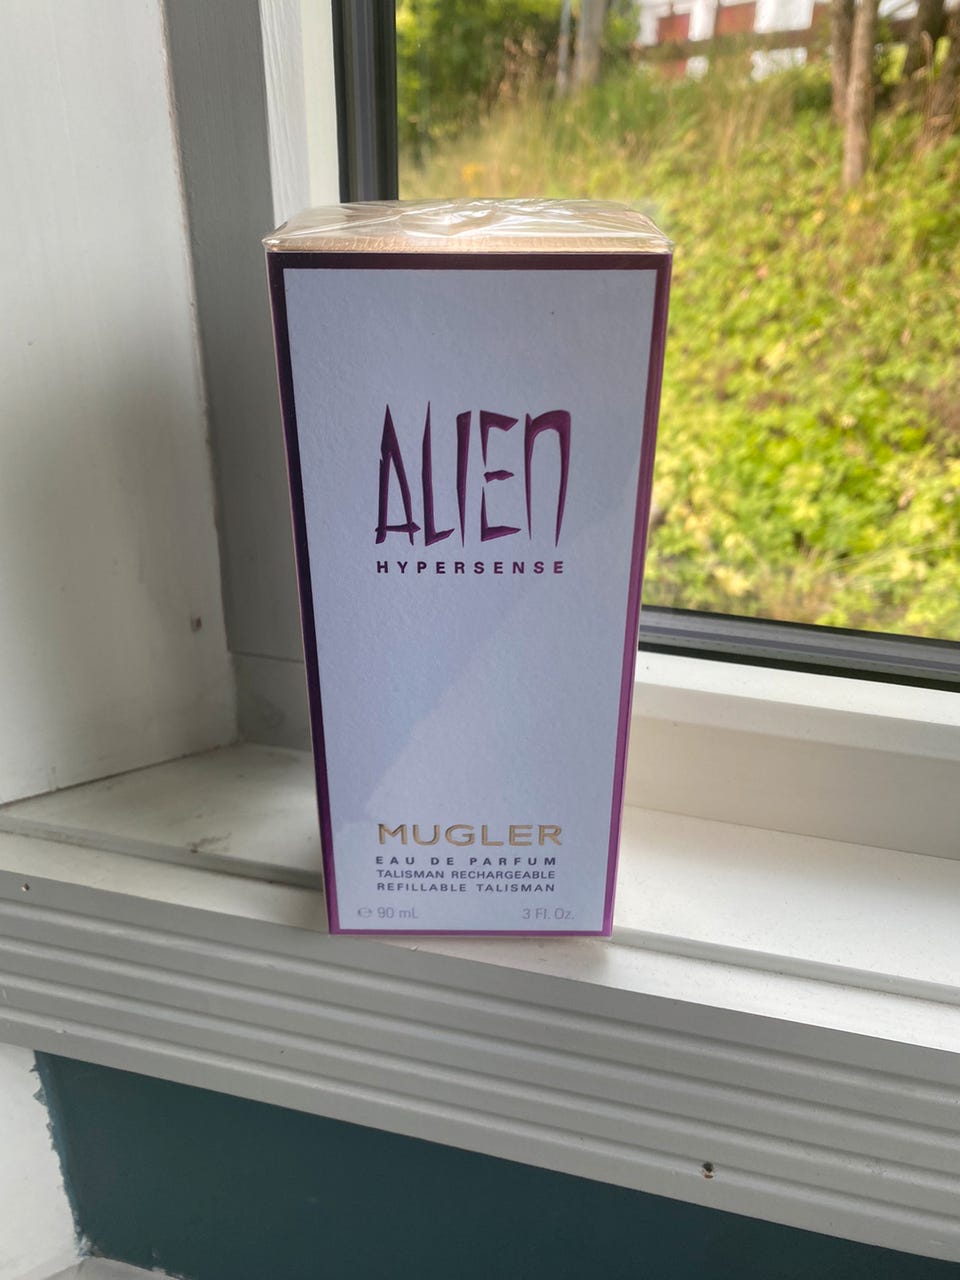 ALIEN
HYPERSENSE
MUGLER
EAU DE PARFUM
TALISMAN RECHARGEABLE
REFILLABLE TALISMAN
℮ 90 mL 3 Fl. Oz.